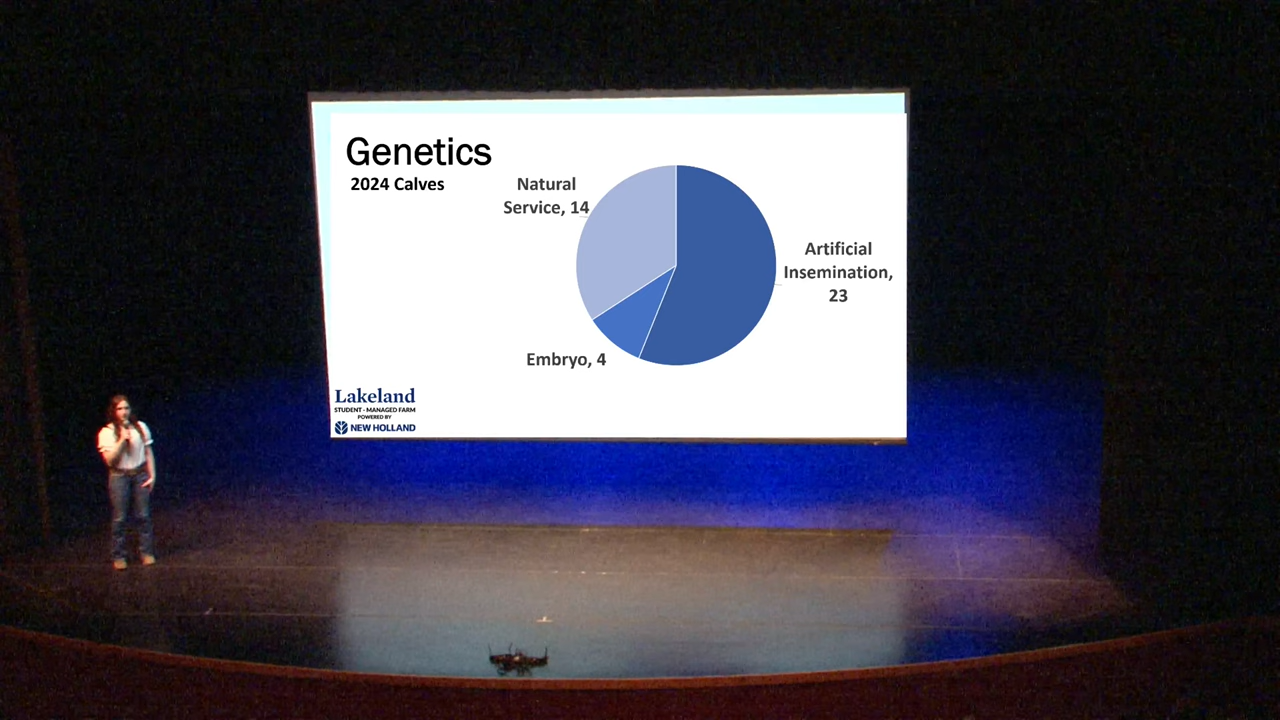 Genetics
2024 Calves
Natural
Service, 14
Artificial
Insemination,
23
Embryo, 4
Lakeland
STUDENT - MANAGED FARM
POWERED BY
NEW HOLLAND